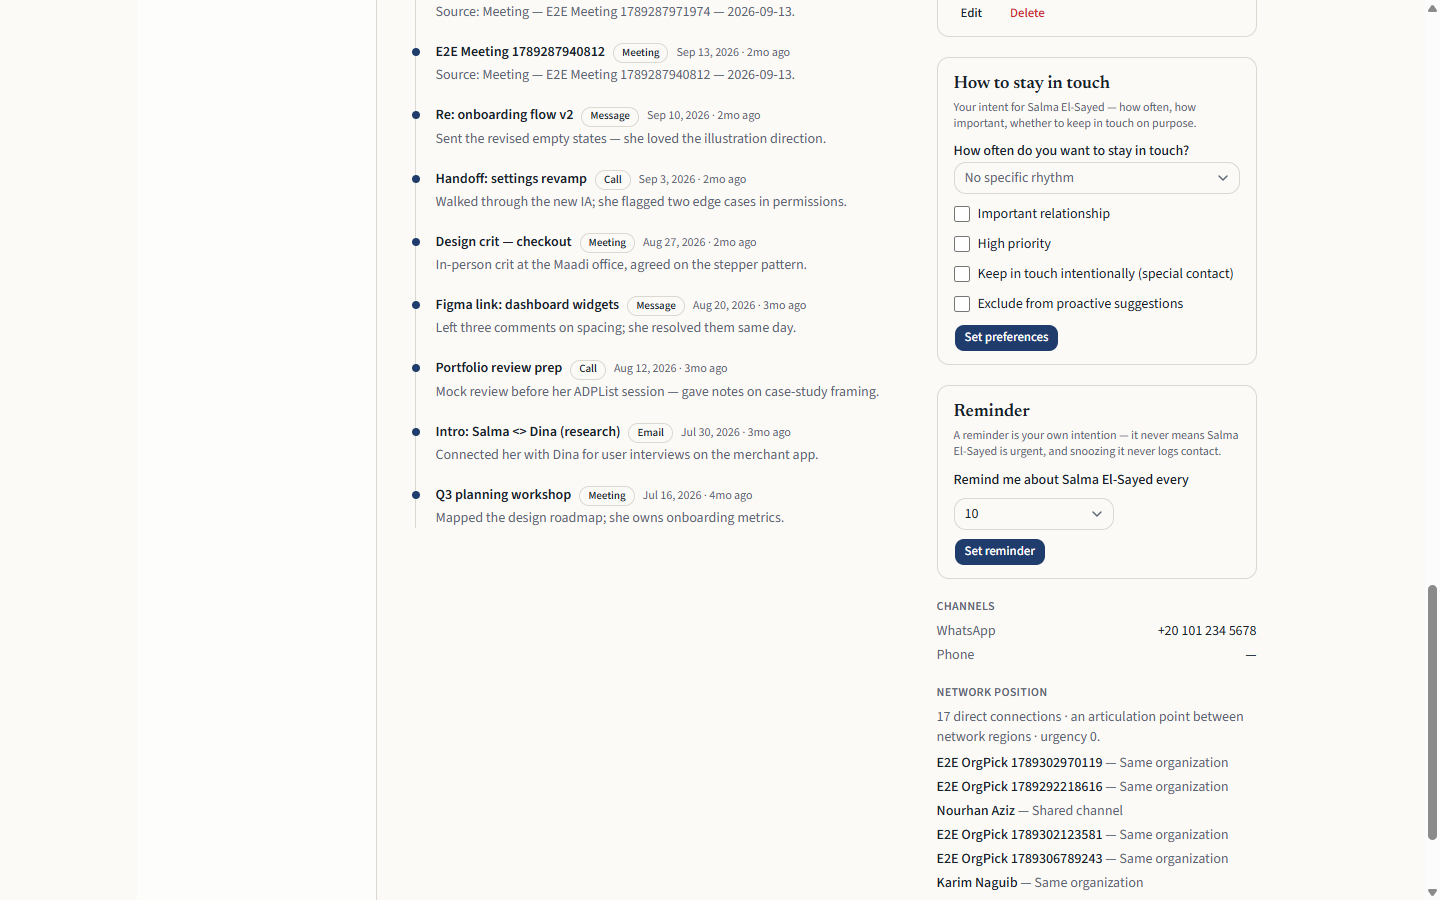 Source: Meeting — E2E Meeting 1789287971974 — 2026-09-13.
E2E Meeting 1789287940812 Meeting Sep 13, 2026 · 2mo ago
Source: Meeting — E2E Meeting 1789287940812 — 2026-09-13.
Re: onboarding flow v2 Message Sep 10, 2026 · 2mo ago
Sent the revised empty states — she loved the illustration direction.
Handoff: settings revamp Call Sep 3, 2026 · 2mo ago
Walked through the new IA; she flagged two edge cases in permissions.
Design crit — checkout Meeting Aug 27, 2026 · 2mo ago
In-person crit at the Maadi office, agreed on the stepper pattern.
Figma link: dashboard widgets Message Aug 20, 2026 · 3mo ago
Left three comments on spacing; she resolved them same day.
Portfolio review prep Call Aug 12, 2026 · 3mo ago
Mock review before her ADPList session — gave notes on case-study framing.
Intro: Salma <> Dina (research) Email Jul 30, 2026 · 3mo ago
Connected her with Dina for user interviews on the merchant app.
Q3 planning workshop Meeting Jul 16, 2026 · 4mo ago
Mapped the design roadmap; she owns onboarding metrics.
Edit Delete
How to stay in touch
Your intent for Salma El-Sayed — how often, how
important, whether to keep in touch on purpose.
How often do you want to stay in touch?
No specific rhythm
Important relationship
High priority
Keep in touch intentionally (special contact)
Exclude from proactive suggestions
Set preferences
Reminder
A reminder is your own intention — it never means Salma
El-Sayed is urgent, and snoozing it never logs contact.
Remind me about Salma El-Sayed every
10
Set reminder
CHANNELS
WhatsApp +20 101 234 5678
Phone —
NETWORK POSITION
17 direct connections · an articulation point between
network regions · urgency 0.
E2E OrgPick 1789302970119 — Same organization
E2E OrgPick 1789292218616 — Same organization
Nourhan Aziz — Shared channel
E2E OrgPick 1789302123581 — Same organization
E2E OrgPick 1789306789243 — Same organization
Karim Naguib — Same organization